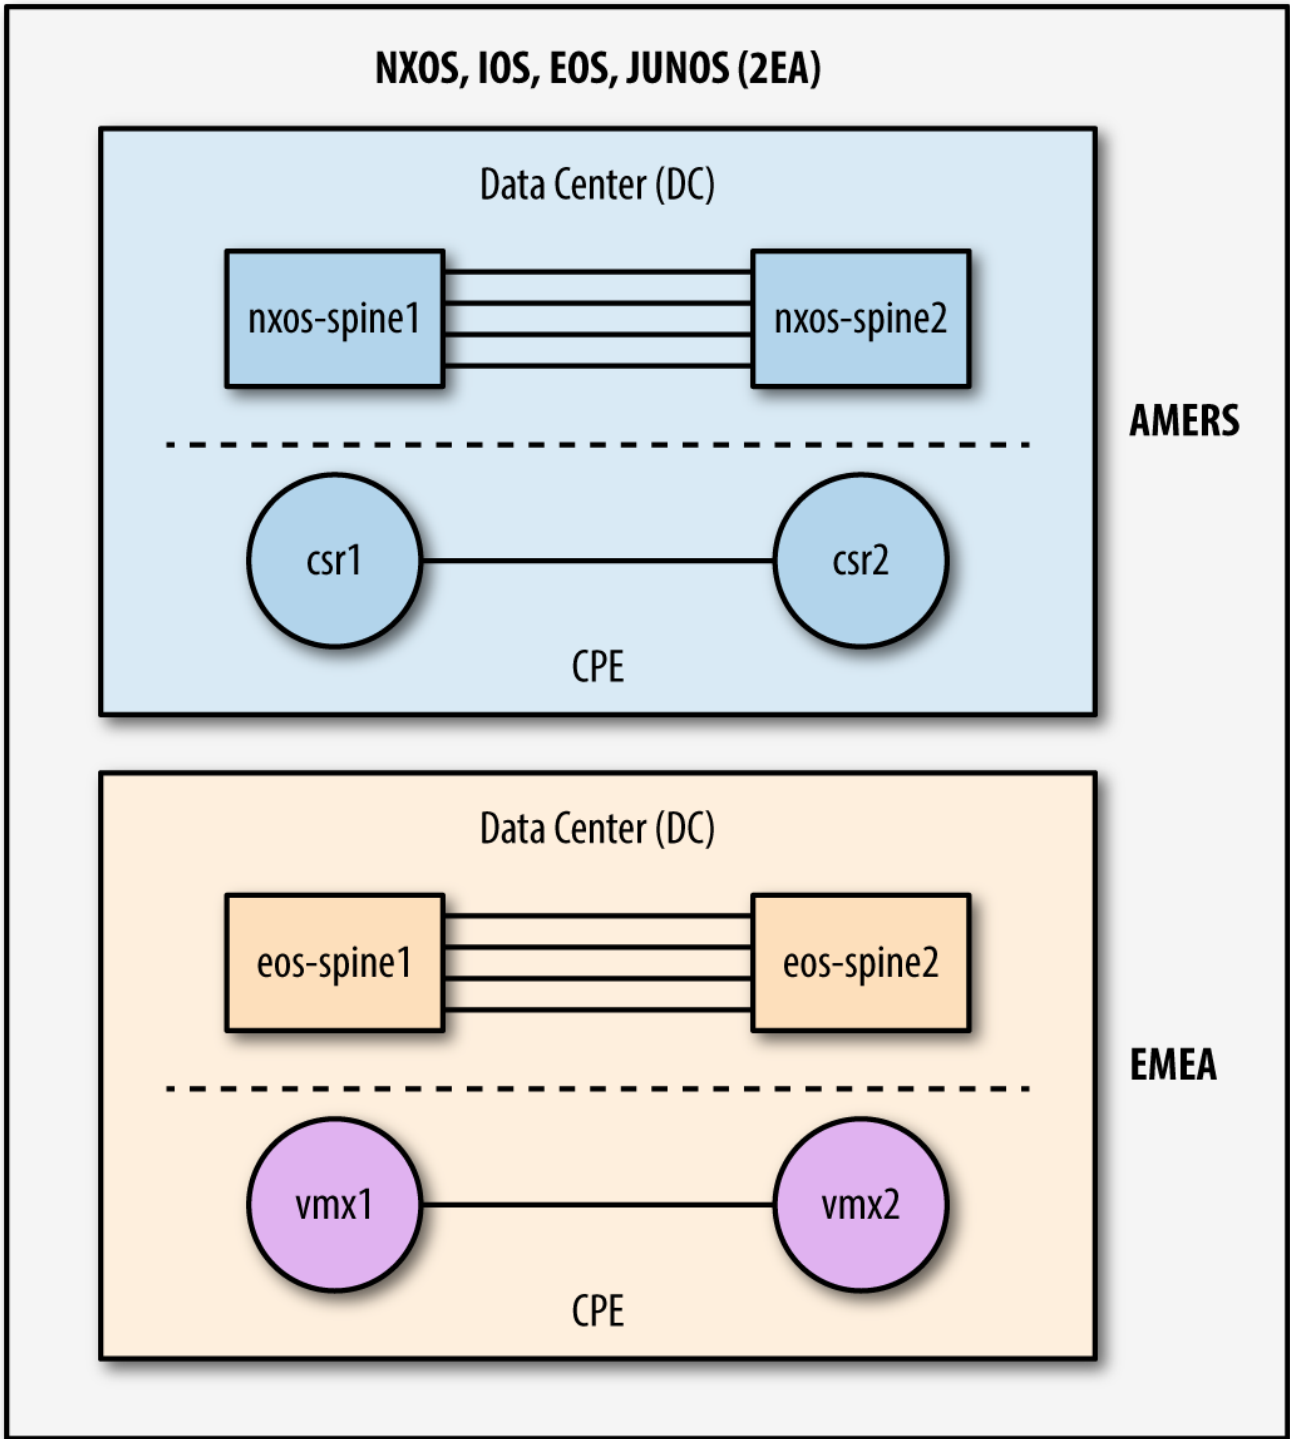 NXOS, IOS, EOS, JUNOS (2EA)
Data Center (DC)
nxos-spine1
nxos-spine2
AMERS
csr1
csr2
CPE
Data Center (DC)
eos-spine1
eos-spine2
EMEA
vmx1
vmx2
CPE